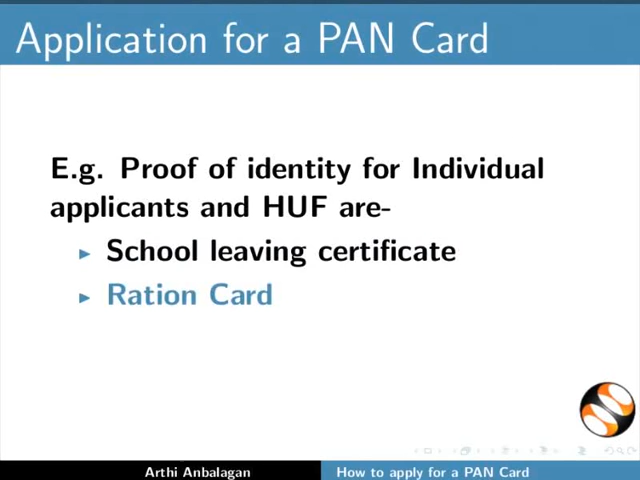 Application for a PAN Card
E.g. Proof of identity for Individual
applicants and HUF are-
School leaving certificate
Ration Card
Arthi Anbalagan
How to apply for a PAN Card